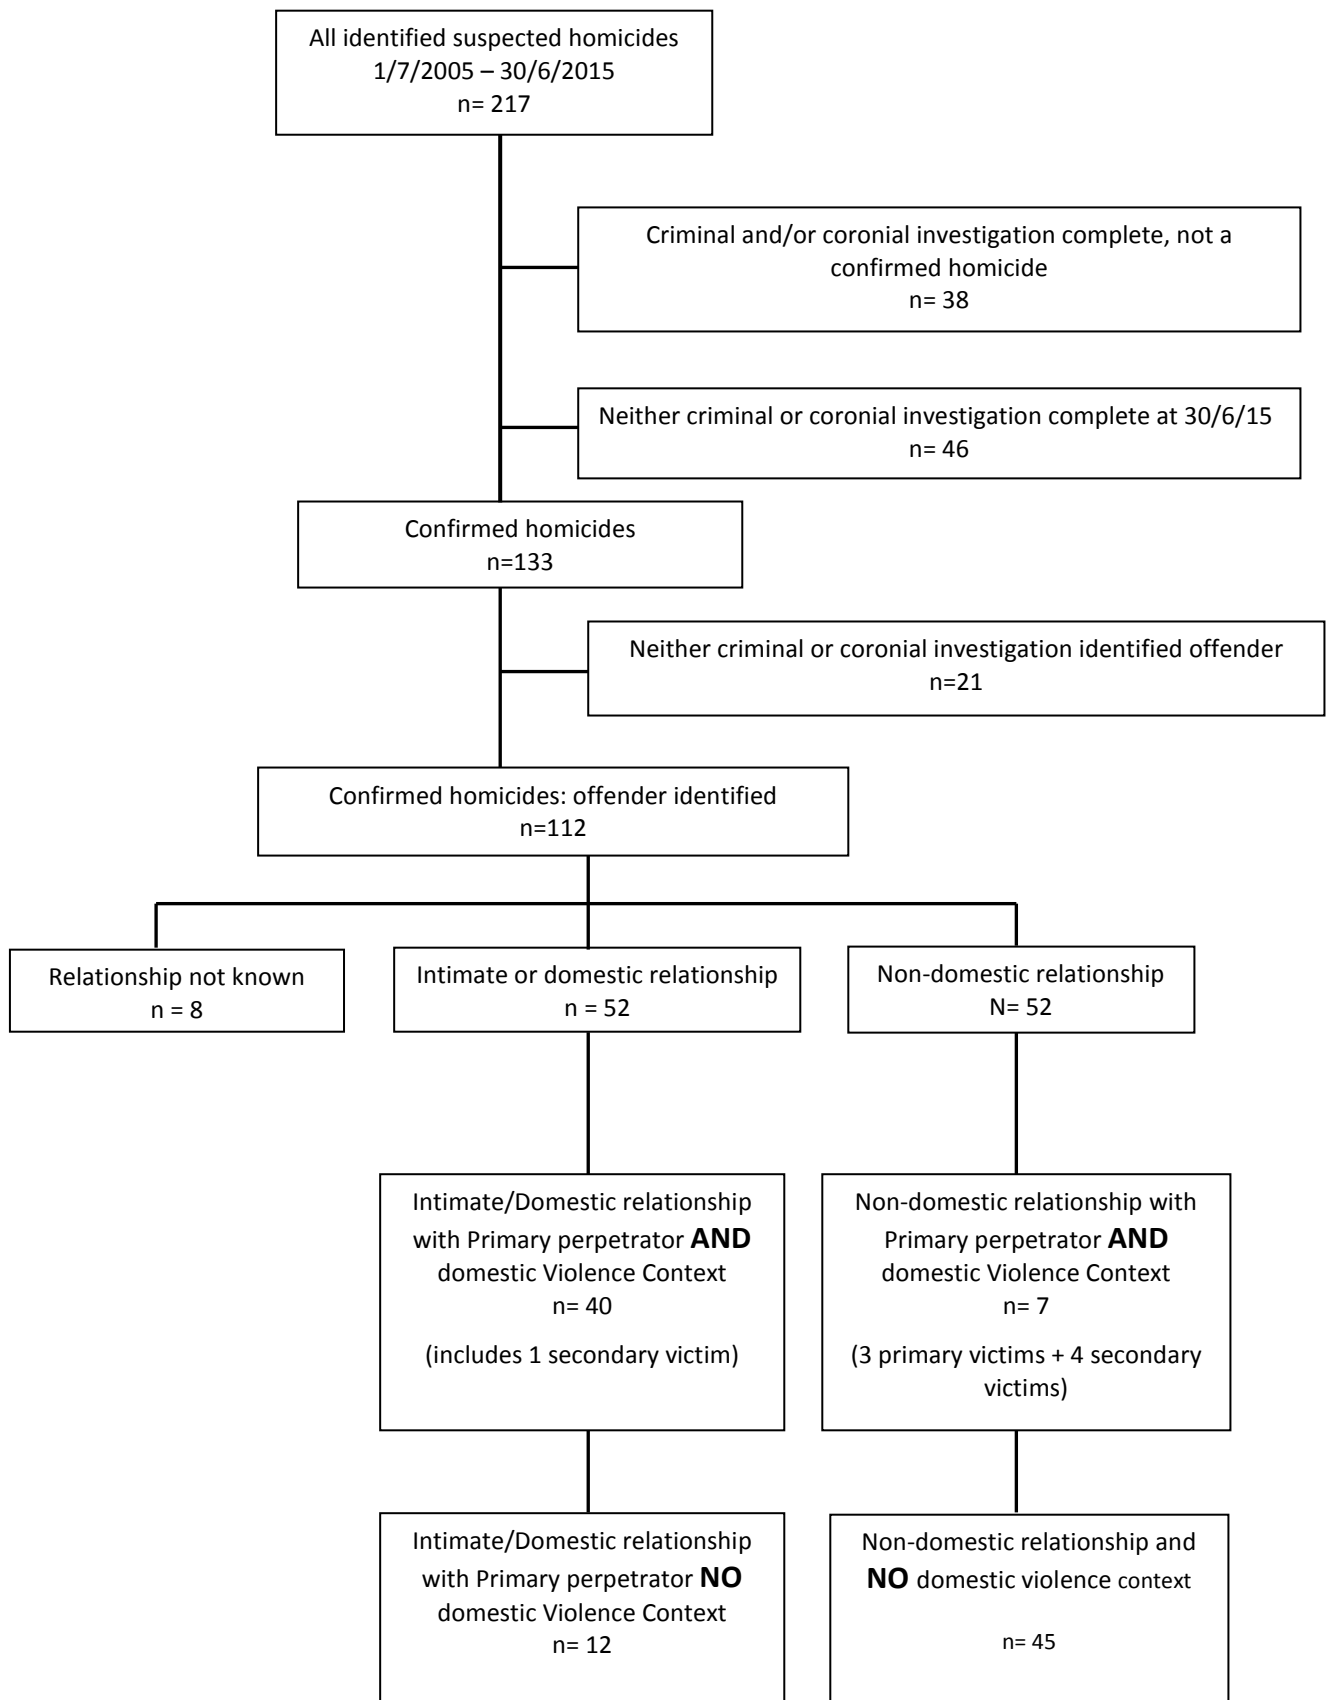 All identified suspected homicides
1/7/2005 – 30/6/2015
n= 217
Criminal and/or coronial investigation complete, not a
confirmed homicide
n= 38
Neither criminal or coronial investigation complete at 30/6/15
n= 46
Confirmed homicides
n=133
Neither criminal or coronial investigation identified offender
n=21
Confirmed homicides: offender identified
n=112
Relationship not known
n = 8
Intimate or domestic relationship
n = 52
Non-domestic relationship
N= 52
Intimate/Domestic relationship
with Primary perpetrator AND
domestic Violence Context
n= 40
(includes 1 secondary victim)
Non-domestic relationship with
Primary perpetrator AND
domestic Violence Context
n= 7
(3 primary victims + 4 secondary
victims)
Intimate/Domestic relationship
with Primary perpetrator NO
domestic Violence Context
n= 12
Non-domestic relationship and
NO domestic violence context
n= 45